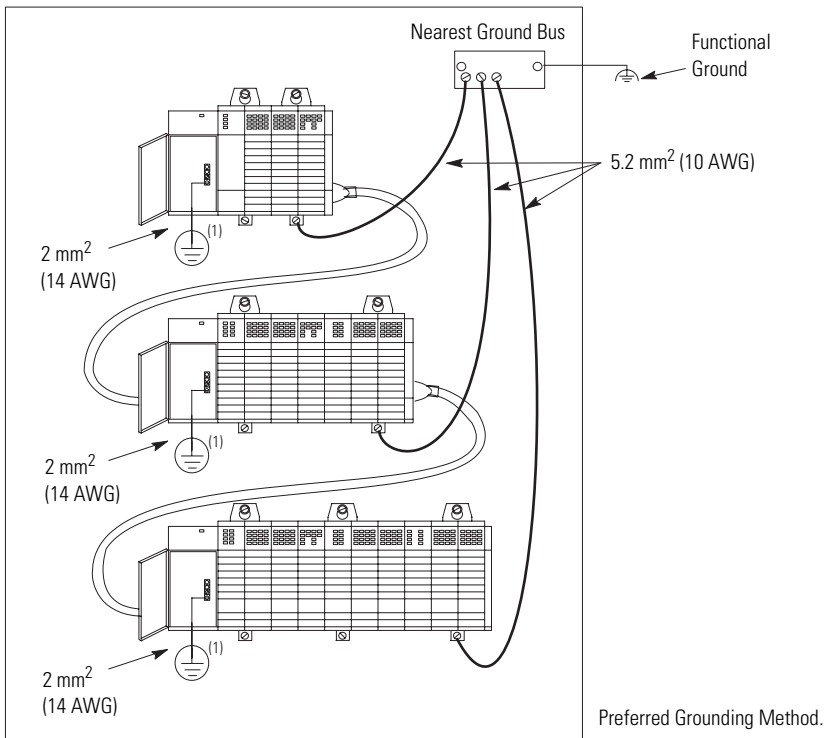 Nearest Ground Bus
Functional
Ground
5.2 mm² (10 AWG)
(1)
2 mm²
(14 AWG)
(1)
2 mm²
(14 AWG)
(1)
2 mm²
(14 AWG)
Preferred Grounding Method.